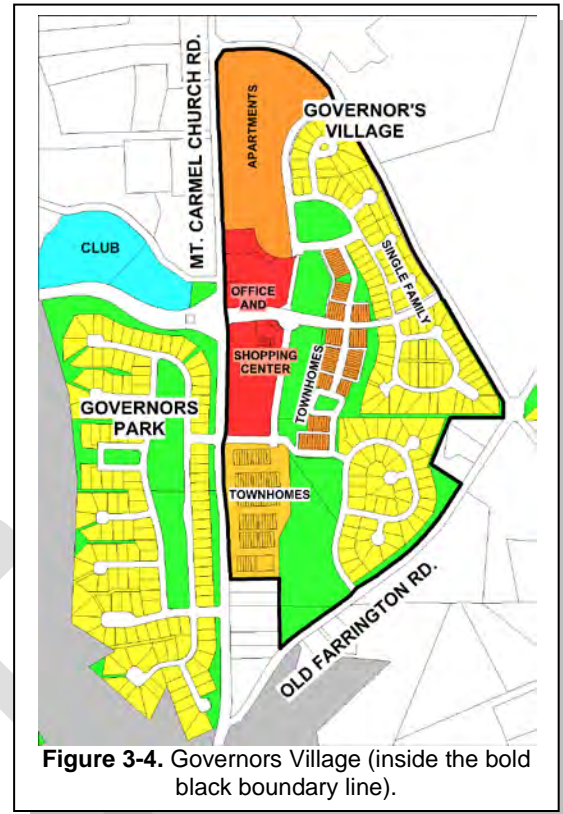 MT. CARMEL CHURCH RD.
APARTMENTS
GOVERNOR'S
VILLAGE
CLUB
OFFICE
AND
SINGLE FAMILY
SHOPPING
CENTER
TOWNHOMES
GOVERNORS
PARK
TOWNHOMES
OLD FARRINGTON RD.
Figure 3-4. Governors Village (inside the bold
black boundary line).